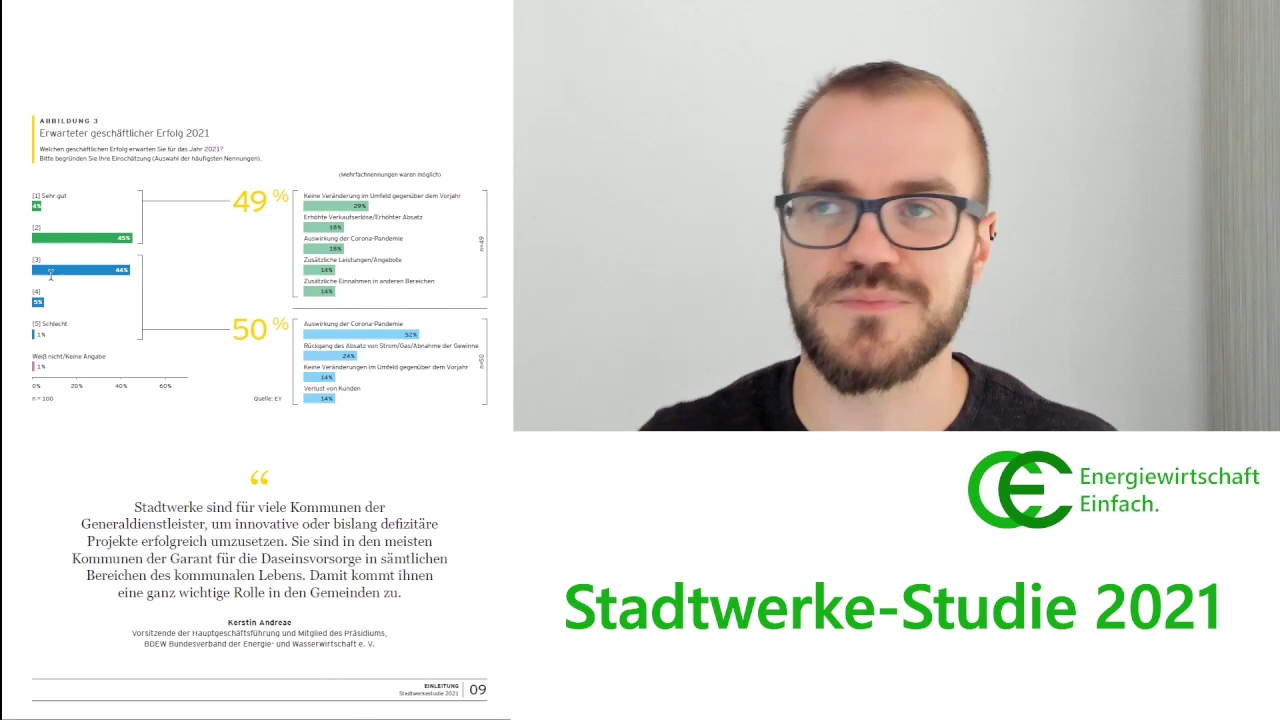 ABBILDUNG 3
Erwarteter geschäftlicher Erfolg 2021
Welchen geschäftlichen Erfolg erwarten Sie für das Jahr 2021?
Bitte begründen Sie Ihre Einschätzung (Auswahl der häufigsten Nennungen).
(Mehrfachnennungen waren möglich)
[1] Sehr gut
4%
[2]
45%
[3]
44%
[4]
5%
[5] Schlecht
1%
Weiß nicht/Keine Angabe
1%
0% 20% 40% 60%
n = 100
49 %
50 %
Keine Veränderung im Umfeld gegenüber dem Vorjahr
29%
Erhöhte Verkaufserlöse/Erhöhter Absatz
18%
Auswirkung der Corona-Pandemie
18%
Zusätzliche Leistungen/Angebote
14%
Zusätzliche Einnahmen in anderen Bereichen
14%
n=49
Auswirkung der Corona-Pandemie
52%
Rückgang des Absatz von Strom/Gas/Abnahme der Gewinne
24%
Keine Veränderungen im Umfeld gegenüber dem Vorjahr
14%
Verlust von Kunden
14%
n=50
Quelle: EY
“
Stadtwerke sind für viele Kommunen der
Generaldienstleister, um innovative oder bislang defizitäre
Projekte erfolgreich umzusetzen. Sie sind in den meisten
Kommunen der Garant für die Daseinsvorsorge in sämtlichen
Bereichen des kommunalen Lebens. Damit kommt ihnen
eine ganz wichtige Rolle in den Gemeinden zu.
Kerstin Andreae
Vorsitzende der Hauptgeschäftsführung und Mitglied des Präsidiums,
BDEW Bundesverband der Energie- und Wasserwirtschaft e. V.
EINLEITUNG
Stadtwerkestudie 2021
09
Energiewirtschaft
Einfach.
Stadtwerke-Studie 2021